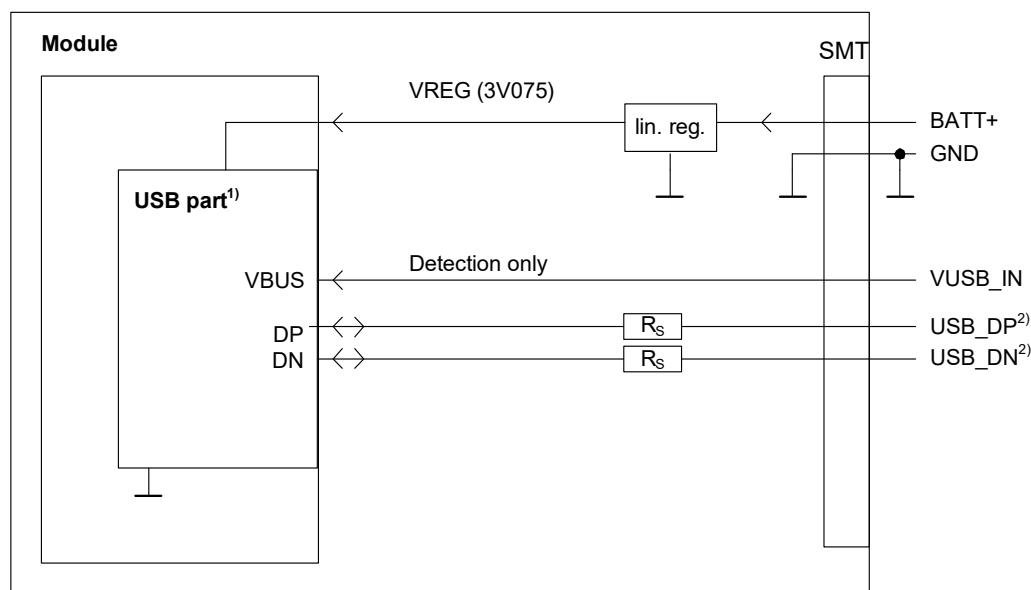 Module
SMT
VREG (3V075)
lin. reg.
BATT+
GND
USB part1)
Detection only
VBUS
VUSB_IN
DP
RS
USB_DP2)
DN
RS
USB_DN2)